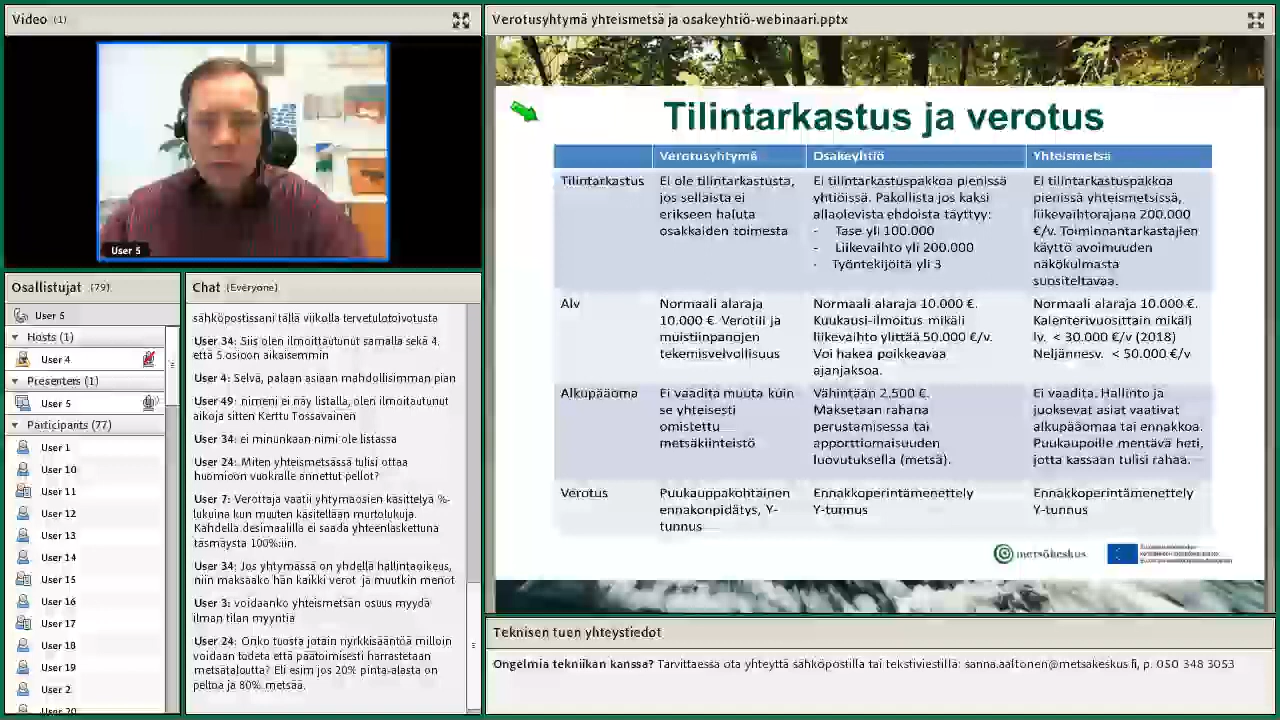 Video (1)
User 5
Osallistujat (79)
User 5
Hosts (1)
User 4
Presenters (1)
User 5
Participants (77)
User 1
User 10
User 11
User 12
User 13
User 14
User 15
User 16
User 17
User 18
User 19
User 2
User 20
Chat (Everyone)
sähköpostissani tällä viikolla tervetulotoivotusta
User 34: Siis olen ilmoittautunut samalla sekä 4.
että 5.osioon aikaisemmin
User 4: Selvä, palaan asiaan mahdollisimman pian
User 49: nimeni ei näy listalla, olen ilmoitautunut
aikoja sitten Kerttu Tossavainen
User 34: ei minunkaan nimi ole listassa
User 24: Miten yhteismetsässä tulisi ottaa
huomioon vuokralle annettut pellot?
User 7: Verottaja vaatii yhtymäosien käsittelyä %-
lukuina kun muuten käsitellään murtolukuja.
Kahdella desimaalilla ei saada yhteenlaskettuna
täsmäystä 100%:iin.
User 34: Jos yhtymässä on yhdellä hallintaoikeus,
niin maksaako hän kaikki verot ja muutkin menot
User 3: voidaanko yhteismetsän osuus myydä
ilman tilan myyntiä
User 24: Onko tuosta jotain nyrkkisääntöä milloin
voidaan todeta että päätoimisesti harrastetaan
metsätaloutta? Eli esim jos 20% pinta-alasta on
peltoa ja 80% metsää.
Verotusyhtymä yhteismetsä ja osakeyhtiö-webinaari.pptx
Tilintarkastus ja verotus
Verotusyhtymä Osakeyhtiö Yhteismetsä
Tilintarkastus
Ei ole tilintarkastusta,
jos sellaista ei
erikseen haluta
osakkaiden toimesta
Ei tilintarkastuspakkoa pienissä
yhtiöissä. Pakollista jos kaksi
allaolevista ehdoista täyttyy:
- Tase yli 100.000
- Liikevaihto yli 200.000
- Työntekijöitä yli 3
Ei tilintarkastuspakkoa
pienissä yhteismetsissä,
liikevaihtorajana 200.000
€/v. Toiminnantarkastajien
käyttö avoimuuden
näkökulmasta
suositeltavaa.
Alv
Normaali alaraja
10.000 €. Verotili ja
muistiinpanojen
tekemisvelvollisuus
Normaali alaraja 10.000 €.
Kuukausi-ilmoitus mikäli
liikevaihto ylittää 50.000 €/v.
Voi hakea poikkeavaa
ajanjaksoa.
Normaali alaraja 10.000 €.
Kalenterivuosittain mikäli
lv. < 30.000 €/v (2018)
Neljännesv. < 50.000 €/v
Alkupääoma
Ei vaadita muuta kuin
se yhteisesti
omistettu
metsäkiinteistö
Vähintään 2.500 €.
Maksetaan rahana
perustamisessa tai
apporttiomaisuuden
luovutuksella (metsä).
Ei vaadita. Hallinto ja
juoksevat asiat vaativat
alkupääomaa tai ennakkoa.
Puukaupoille mentävä heti,
jotta kassaan tulisi rahaa.
Verotus
Puukauppakohtainen
ennakonpidätys, Y-
tunnus
Ennakkoperintämenettely
Y-tunnus
Ennakkoperintämenettely
Y-tunnus
metsäkeskus
Teknisen tuen yhteystiedot
Ongelmia tekniikan kanssa? Tarvittaessa ota yhteyttä sähköpostilla tai tekstiviestillä: sanna.aaltonen@metsakeskus.fi, p. 050 348 3053